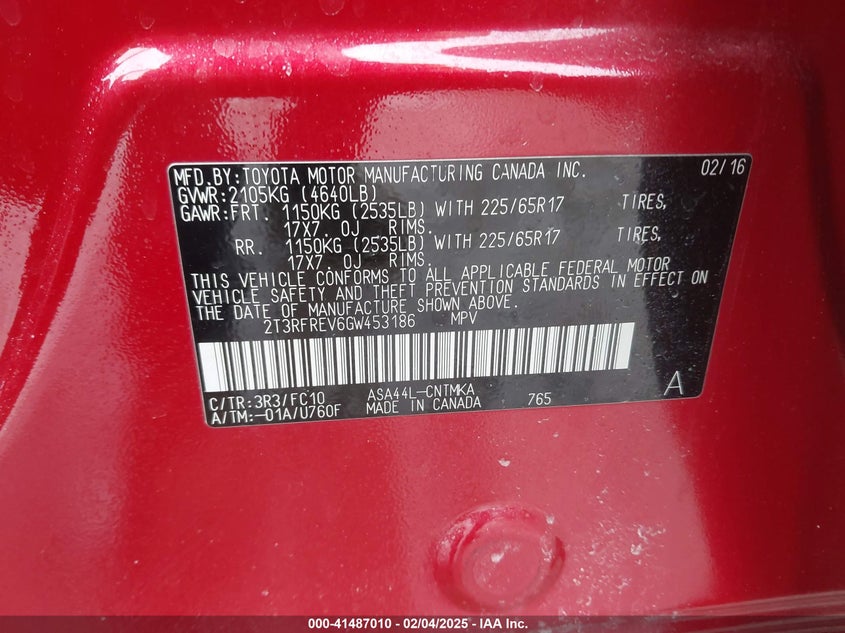 MFD.BY:TOYOTA MOTOR MANUFACTURING CANADA INC. 02/16
GVWR:2105KG (4640LB)
GAWR:FRT. 1150KG (2535LB) WITH 225/65R17 TIRES,
17X7. OJ RIMS.
RR. 1150KG (2535LB) WITH 225/65R17 TIRES,
17X7 OJ RIMS.
THIS VEHICLE CONFORMS TO ALL APPLICABLE FEDERAL MOTOR
VEHICLE SAFETY AND THEFT PREVENTION STANDARDS IN EFFECT ON
THE DATE OF MANUFACTURE SHOWN ABOVE.
2T3RFREV6GW453186 MPV
C/TR:3R3/FC10 ASA44L-CNTMKA A
A/TM:-01A/U760F MADE IN CANADA 765
000-41487010 - 02/04/2025 - IAA Inc.